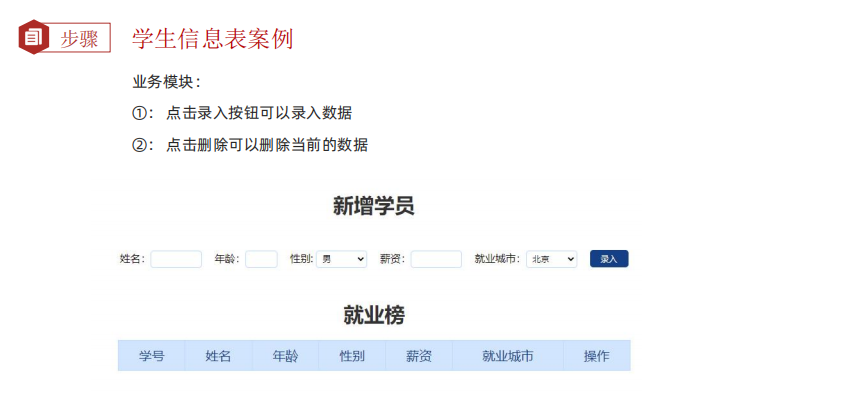 步骤 学生信息表案例
业务模块：
①： 点击录入按钮可以录入数据
②： 点击删除可以删除当前的数据
新增学员
姓名： 年龄： 性别: 男 薪资： 就业城市： 北京 录入
就业榜
学号 姓名 年龄 性别 薪资 就业城市 操作